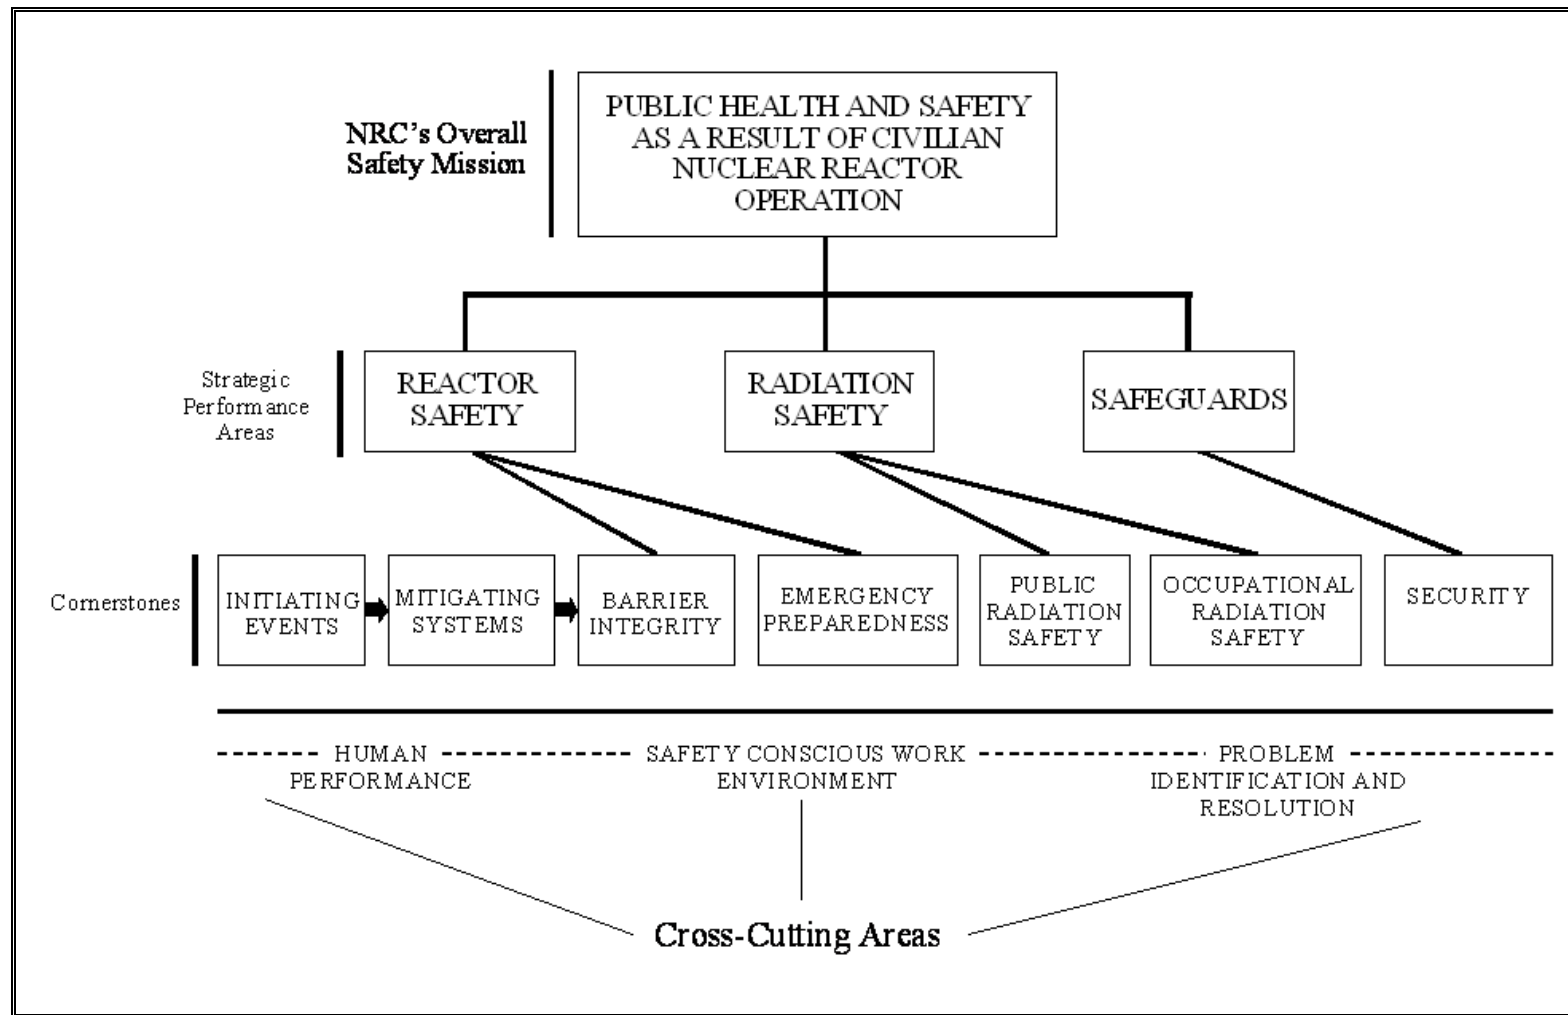 NRC's Overall
Safety Mission
PUBLIC HEALTH AND SAFETY
AS A RESULT OF CIVILIAN
NUCLEAR REACTOR
OPERATION
Strategic
Performance
Areas
REACTOR
SAFETY
RADIATION
SAFETY
SAFEGUARDS
Cornerstones
INITIATING
EVENTS
MITIGATING
SYSTEMS
BARRIER
INTEGRITY
EMERGENCY
PREPAREDNESS
PUBLIC
RADIATION
SAFETY
OCCUPATIONAL
RADIATION
SAFETY
SECURITY
HUMAN
PERFORMANCE
SAFETY CONSCIOUS WORK
ENVIRONMENT
PROBLEM
IDENTIFICATION AND
RESOLUTION
Cross-Cutting Areas